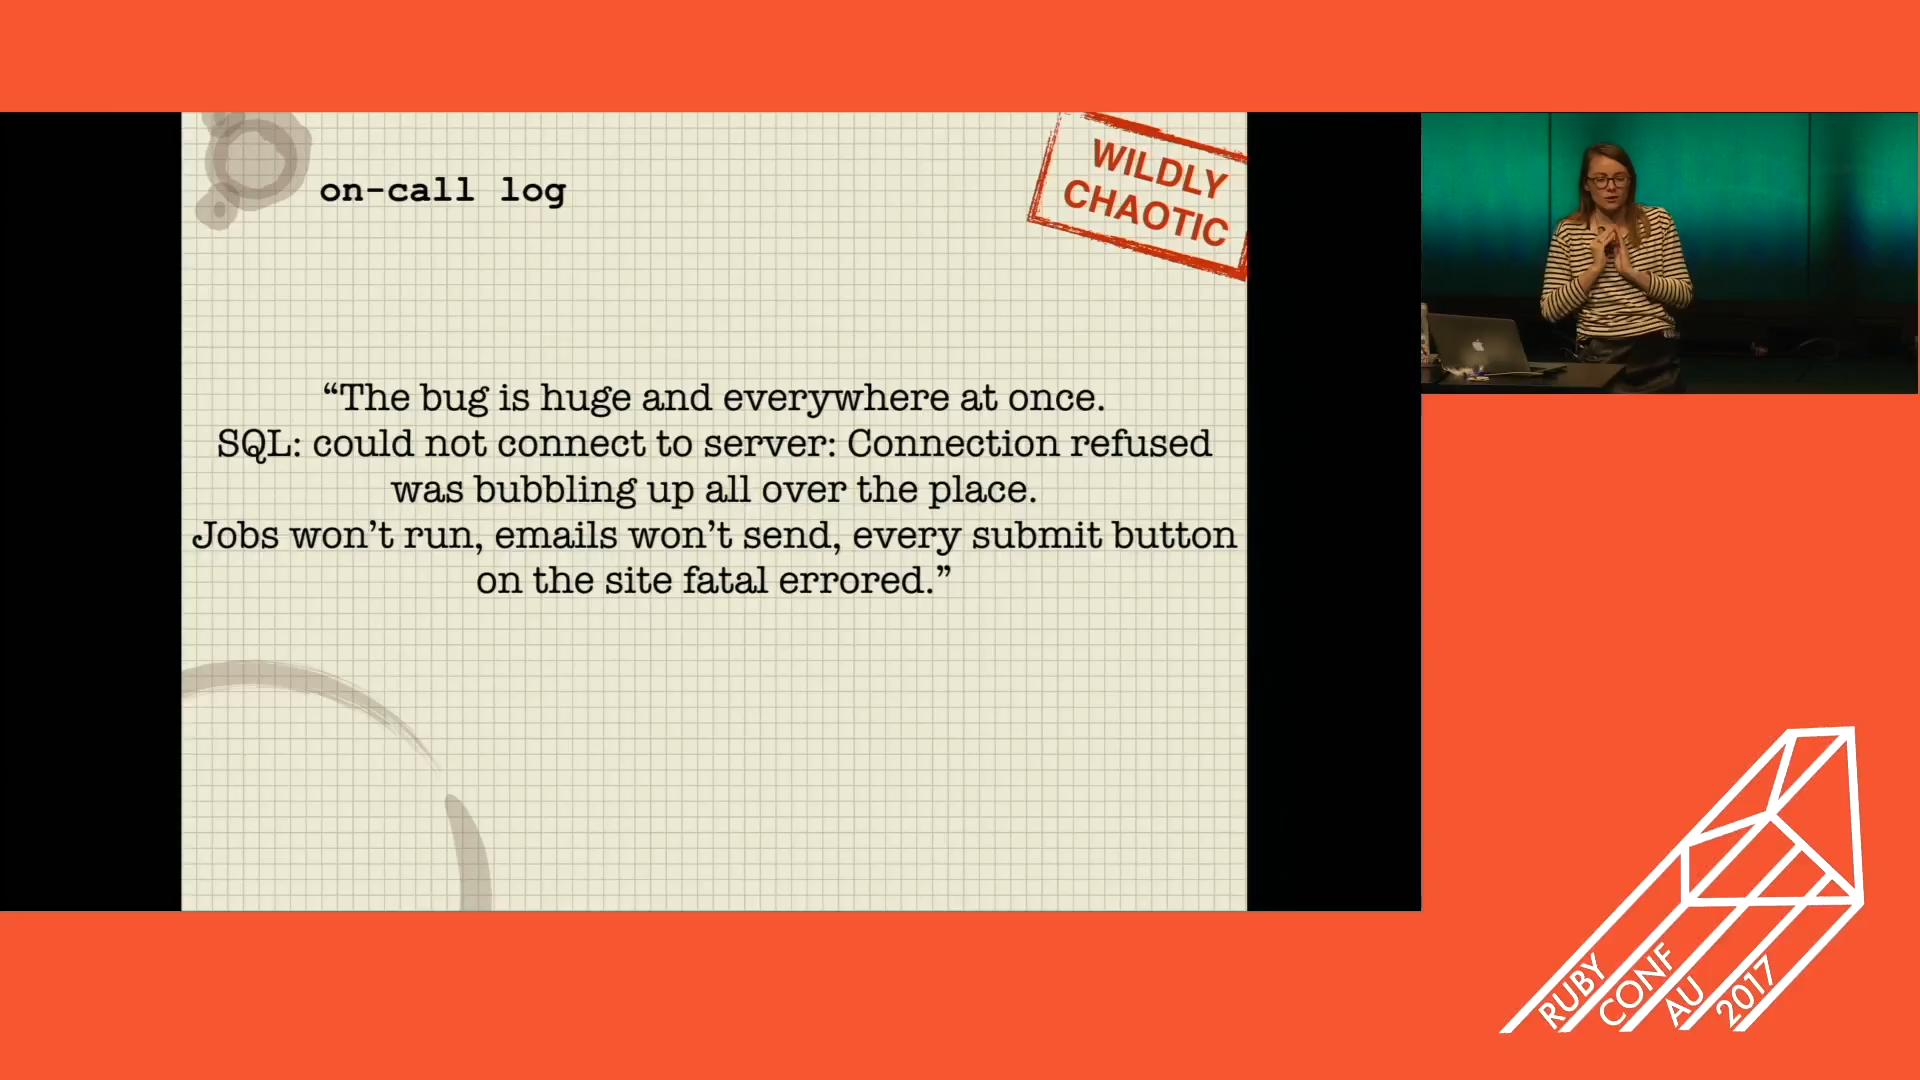 on-call log
WILDLY
CHAOTIC
“The bug is huge and everywhere at once.
SQL: could not connect to server: Connection refused
was bubbling up all over the place.
Jobs won’t run, emails won’t send, every submit button
on the site fatal errored.”
RUBY
CONF
AU
2017